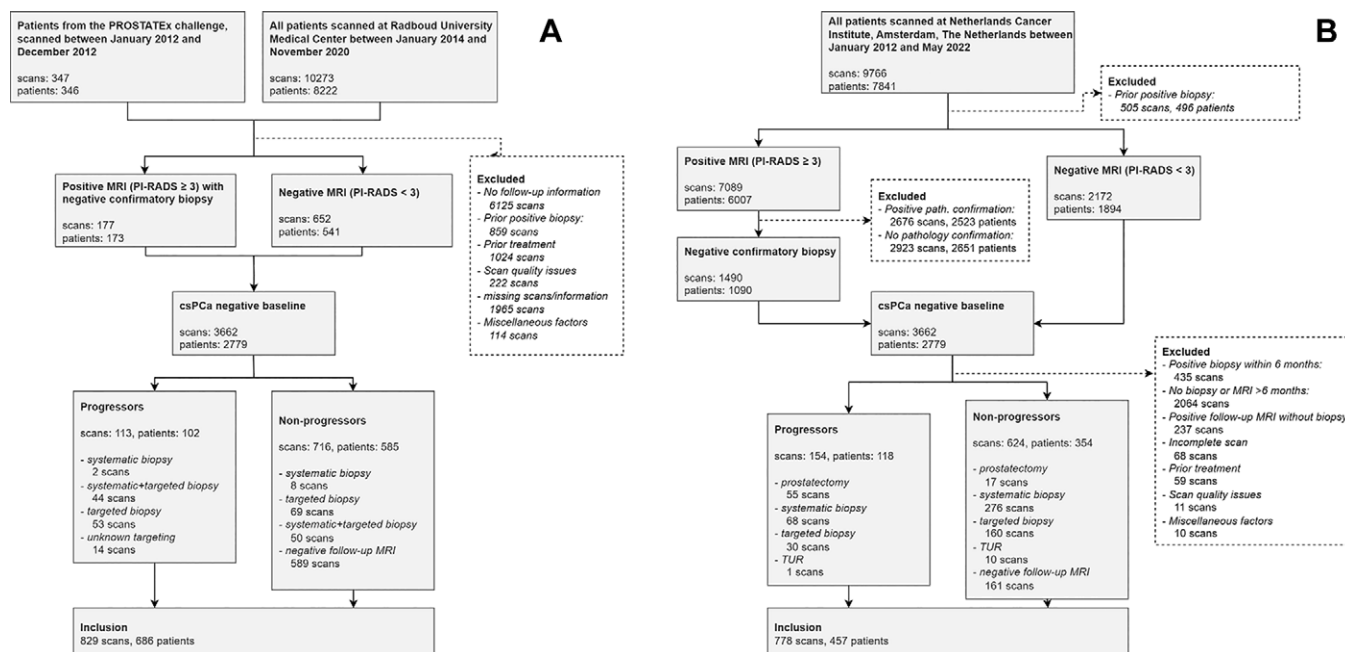 A
Patients from the PROSTATEx challenge,
scanned between January 2012 and
December 2012
scans: 347
patients: 346
All patients scanned at Radboud University
Medical Center between January 2014 and
November 2020
scans: 10273
patients: 8222
Positive MRI (PI-RADS ≥ 3) with
negative confirmatory biopsy
scans: 177
patients: 173
Negative MRI (PI-RADS < 3)
scans: 652
patients: 541
Excluded
- No follow-up information
6125 scans
- Prior positive biopsy:
859 scans
- Prior treatment
1024 scans
- Scan quality issues
222 scans
- missing scans/information
1965 scans
- Miscellaneous factors
114 scans
csPCa negative baseline
scans: 3662
patients: 2779
Progressors
scans: 113, patients: 102
- systematic biopsy
2 scans
- systematic+targeted biopsy
44 scans
- targeted biopsy
53 scans
- unknown targeting
14 scans
Non-progressors
scans: 716, patients: 585
- systematic biopsy
8 scans
- targeted biopsy
69 scans
- systematic+targeted biopsy
50 scans
- negative follow-up MRI
589 scans
Inclusion
829 scans, 686 patients
B
All patients scanned at Netherlands Cancer
Institute, Amsterdam, The Netherlands between
January 2012 and May 2022
scans: 9766
patients: 7841
Excluded
- Prior positive biopsy:
505 scans, 496 patients
Positive MRI (PI-RADS ≥ 3)
scans: 7089
patients: 6007
Negative MRI (PI-RADS < 3)
scans: 2172
patients: 1894
Excluded
- Positive path. confirmation:
2676 scans, 2523 patients
- No pathology confirmation:
2923 scans, 2651 patients
Negative confirmatory biopsy
scans: 1490
patients: 1090
csPCa negative baseline
scans: 3662
patients: 2779
Excluded
- Positive biopsy within 6 months:
435 scans
- No biopsy or MRI >6 months:
2064 scans
- Positive follow-up MRI without biopsy
237 scans
- Incomplete scan
68 scans
- Prior treatment
59 scans
- Scan quality issues
11 scans
- Miscellaneous factors
10 scans
Progressors
scans: 154, patients: 118
- prostatectomy
55 scans
- systematic biopsy
68 scans
- targeted biopsy
30 scans
- TUR
1 scans
Non-progressors
scans: 624, patients: 354
- prostatectomy
17 scans
- systematic biopsy
276 scans
- targeted biopsy
160 scans
- TUR
10 scans
- negative follow-up MRI
161 scans
Inclusion
778 scans, 457 patients